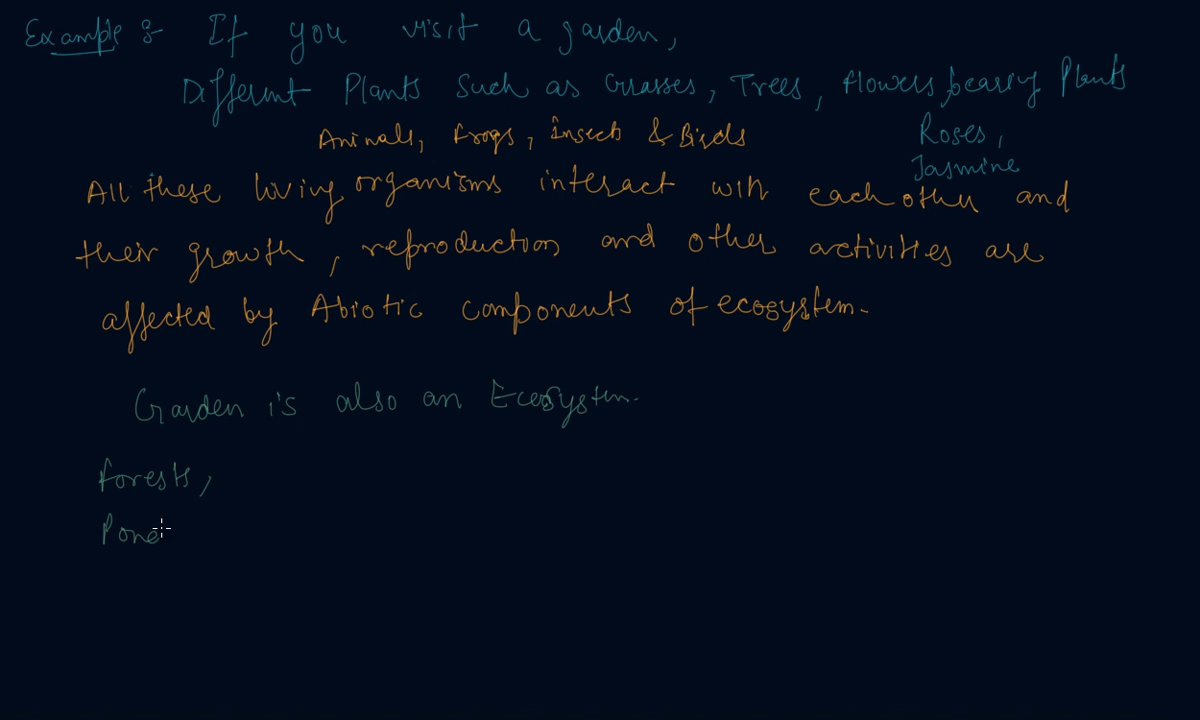 Example :- If you visit a garden,
Different Plants Such as Grasses, Trees, flowers bearing Plants
Animals, frogs, Insects & Birds
Roses,
Jasmine
All these living organisms interact with each other and
their growth, reproduction and other activities are
affected by Abiotic components of ecosystem.
Garden is also an Ecosystem.
forests,
Pond